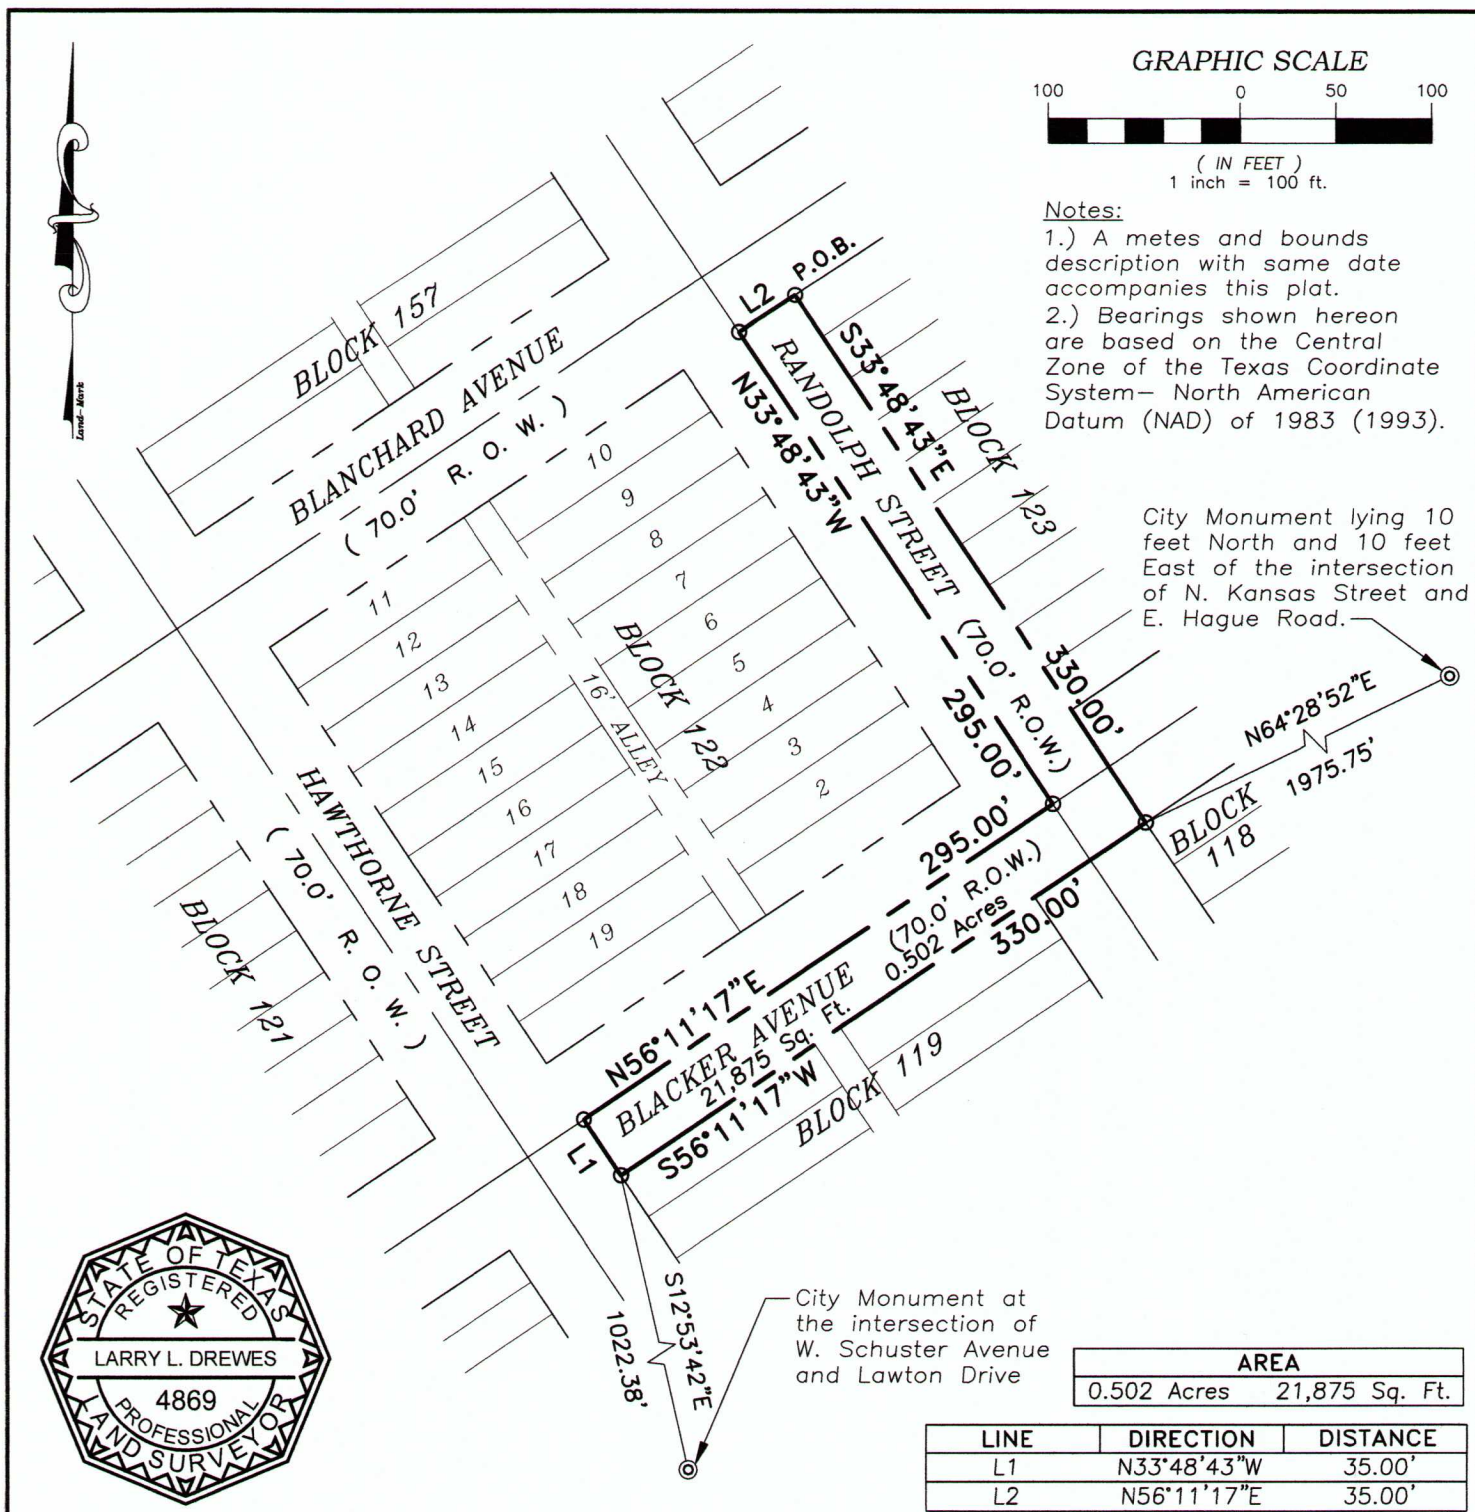 GRAPHIC SCALE
100 0 50 100
( IN FEET )
1 inch = 100 ft.
Notes:
1.) A metes and bounds
description with same date
accompanies this plat.
2.) Bearings shown hereon
are based on the Central
Zone of the Texas Coordinate
System— North American
Datum (NAD) of 1983 (1993).
Land-Mark
P.O.B.
L2
BLOCK 157
BLANCHARD AVENUE
( 70.0' R. O. W. )
RANDOLPH STREET (70.0' R.O.W.)
S33°48'43"E
330.00'
N33°48'43"W
295.00'
BLOCK 123
City Monument lying 10
feet North and 10 feet
East of the intersection
of N. Kansas Street and
E. Hague Road.
N64°28'52"E
1975.75'
10
9
8
7
6
5
4
3
2
11
12
13
14
15
16
17
18
19
BLOCK 122
16' ALLEY
HAWTHORNE STREET
( 70.0' R. O. W. )
BLOCK 121
BLOCK
118
295.00'
N56°11'17"E
BLACKER AVENUE (70.0' R.O.W.)
21,875 Sq. Ft. 0.502 Acres
S56°11'17"W
330.00'
BLOCK 119
L1
S12°53'42"E
1022.38'
City Monument at
the intersection of
W. Schuster Avenue
and Lawton Drive
STATE OF TEXAS
REGISTERED
LARRY L. DREWES
4869
PROFESSIONAL
LAND SURVEYOR
AREA
0.502 Acres 21,875 Sq. Ft.
LINE DIRECTION DISTANCE
L1 N33°48'43"W 35.00'
L2 N56°11'17"E 35.00'